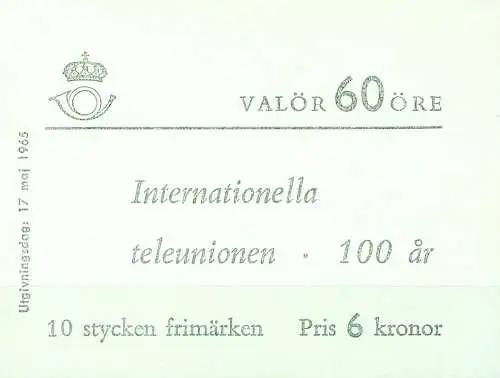 VALÖR 60 ÖRE
Internationella
teleunionen · 100 år
10 stycken frimärken Pris 6 kronor
Utgivningsdag: 17 maj 1965